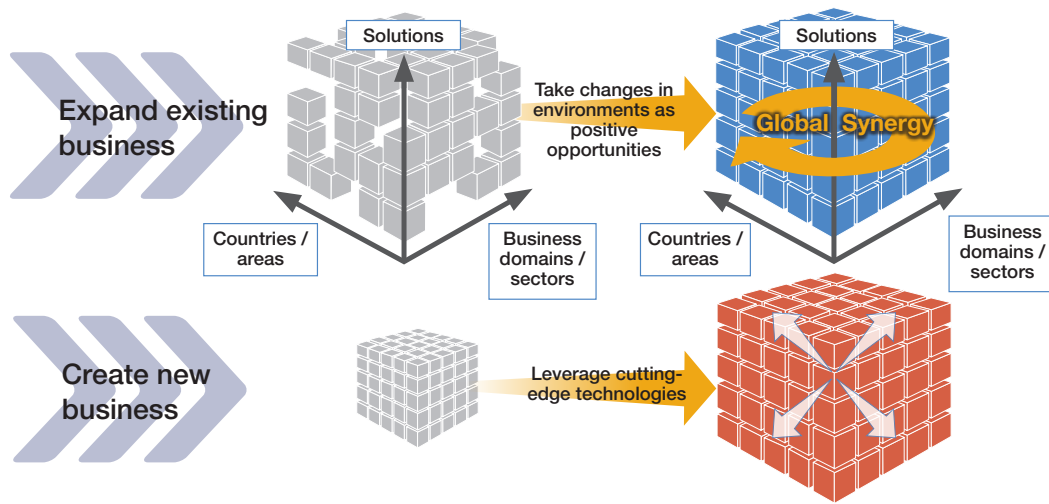 Expand existing
business
Solutions
Countries /
areas
Business
domains /
sectors
Take changes in
environments as
positive
opportunities
Solutions
Global Synergy
Countries /
areas
Business
domains /
sectors
Create new
business
Leverage cutting-
edge technologies